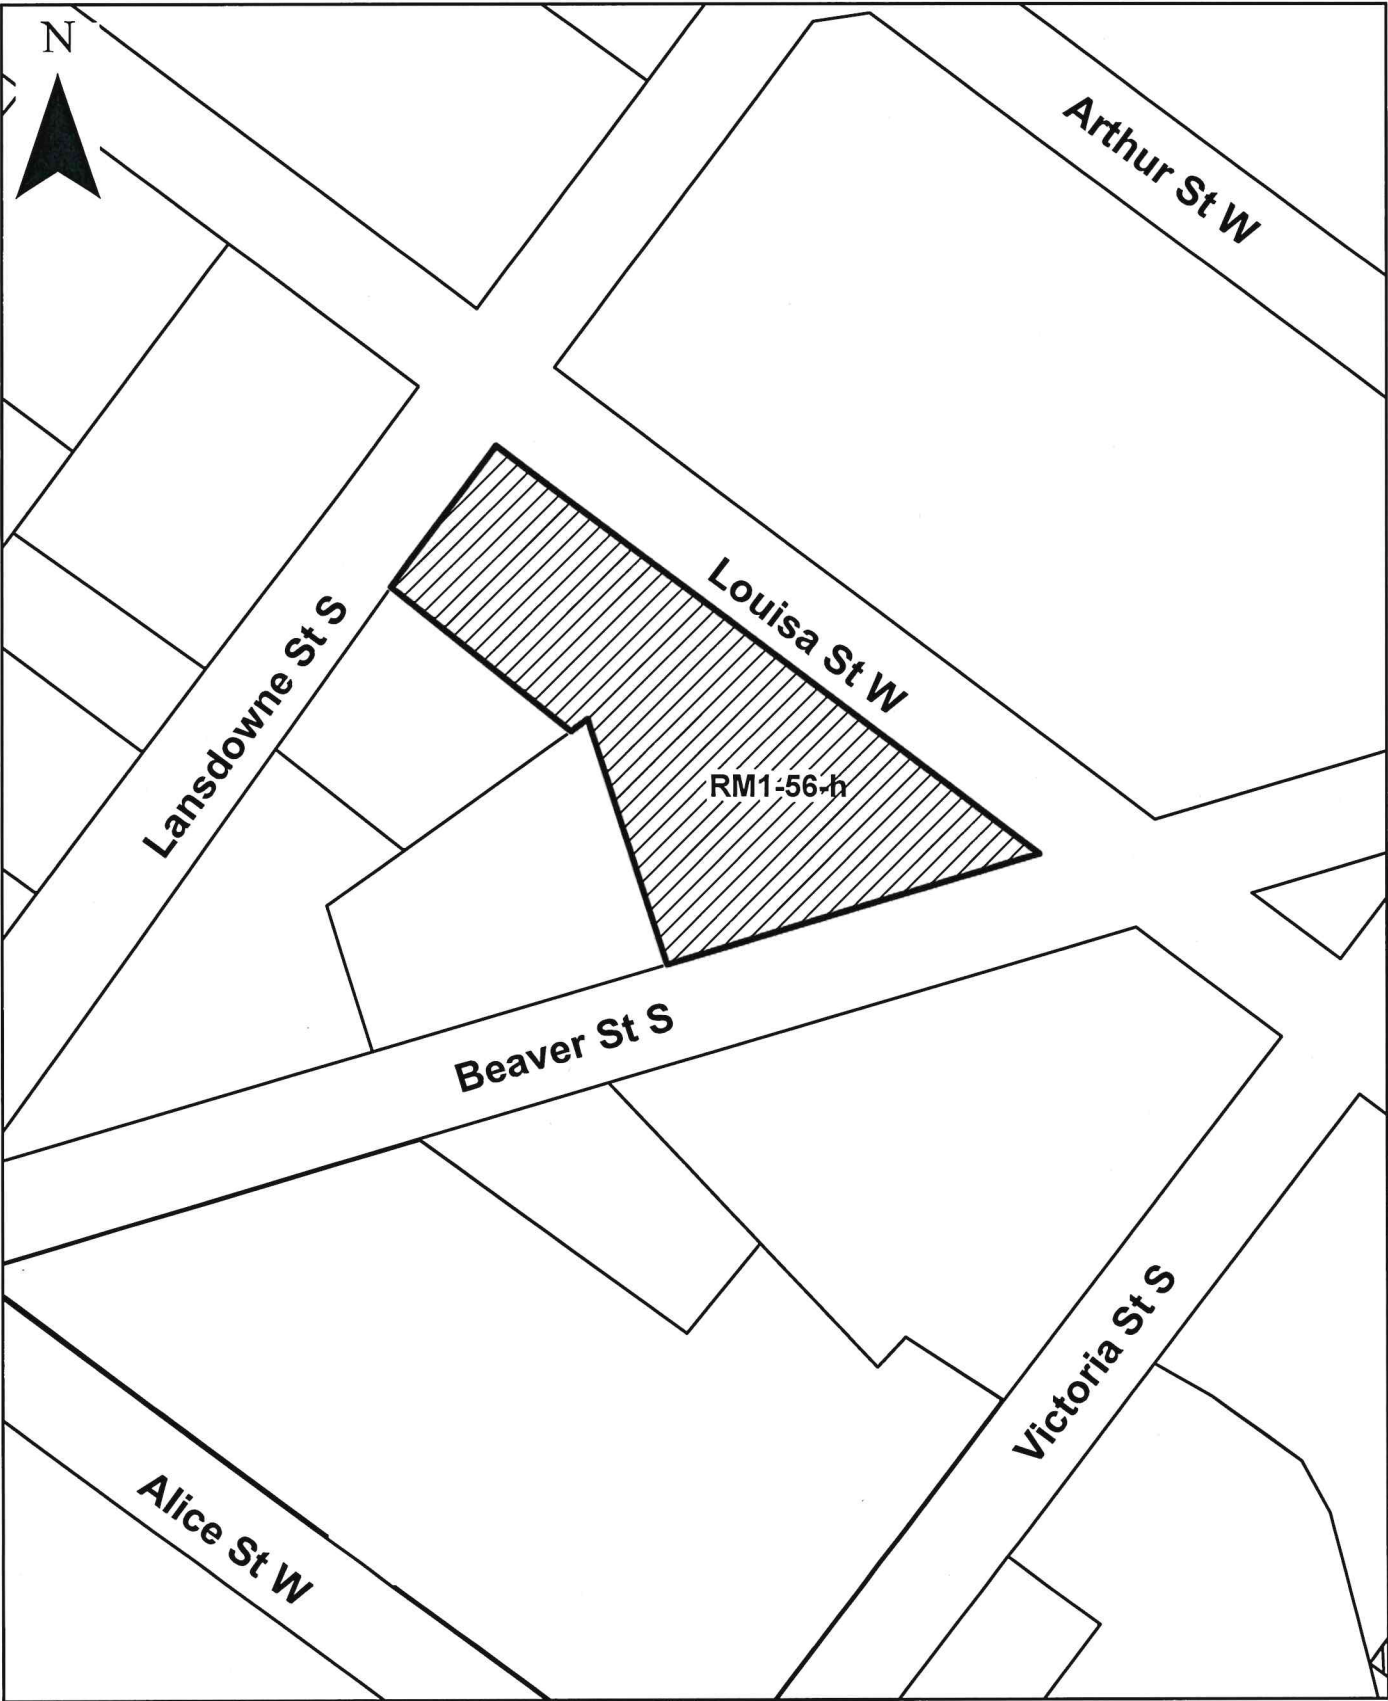 N
Arthur St W
Louisa St W
Lansdowne St S
RM1-56-h
Beaver St S
Victoria St S
Alice St W